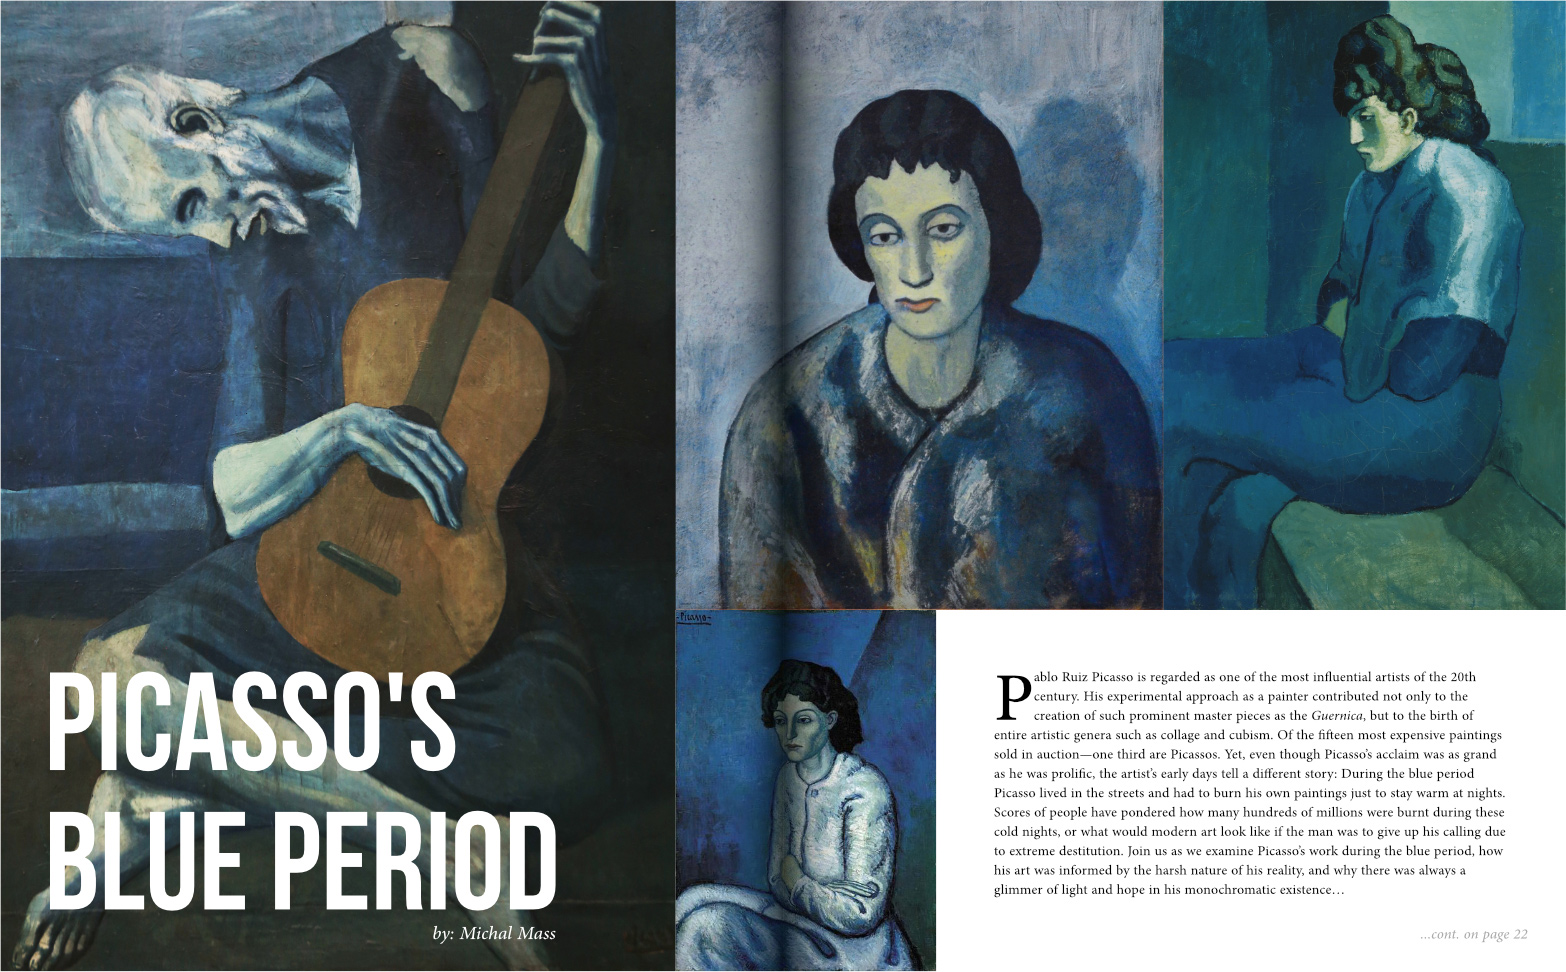 PICASSO'S
BLUE PERIOD
by: Michal Mass
-Picasso-
Pablo Ruiz Picasso is regarded as one of the most influential artists of the 20th
century. His experimental approach as a painter contributed not only to the
creation of such prominent master pieces as the Guernica, but to the birth of
entire artistic genera such as collage and cubism. Of the fifteen most expensive paintings
sold in auction—one third are Picassos. Yet, even though Picasso's acclaim was as grand
as he was prolific, the artist's early days tell a different story: During the blue period
Picasso lived in the streets and had to burn his own paintings just to stay warm at nights.
Scores of people have pondered how many hundreds of millions were burnt during these
cold nights, or what would modern art look like if the man was to give up his calling due
to extreme destitution. Join us as we examine Picasso's work during the blue period, how
his art was informed by the harsh nature of his reality, and why there was always a
glimmer of light and hope in his monochromatic existence…
...cont. on page 22